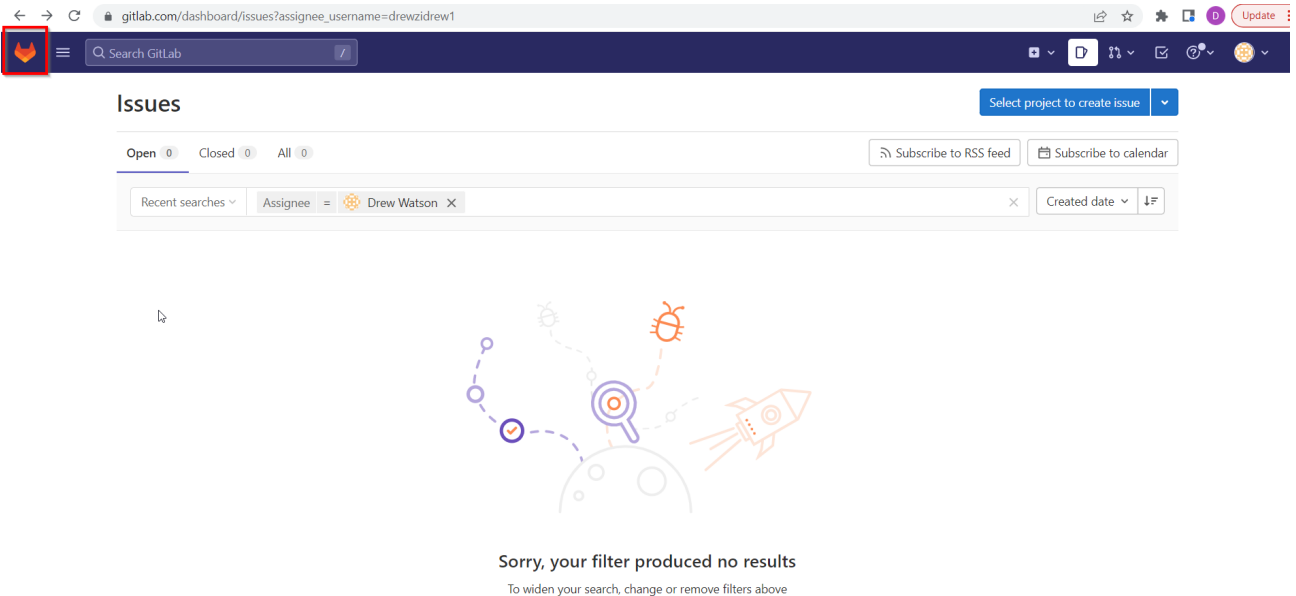 gitlab.com/dashboard/issues?assignee_username=drewzidrew1
D
Update
Search GitLab /
Issues
Select project to create issue
Open 0 Closed 0 All 0
Subscribe to RSS feed Subscribe to calendar
Recent searches Assignee = Drew Watson Created date
Sorry, your filter produced no results
To widen your search, change or remove filters above